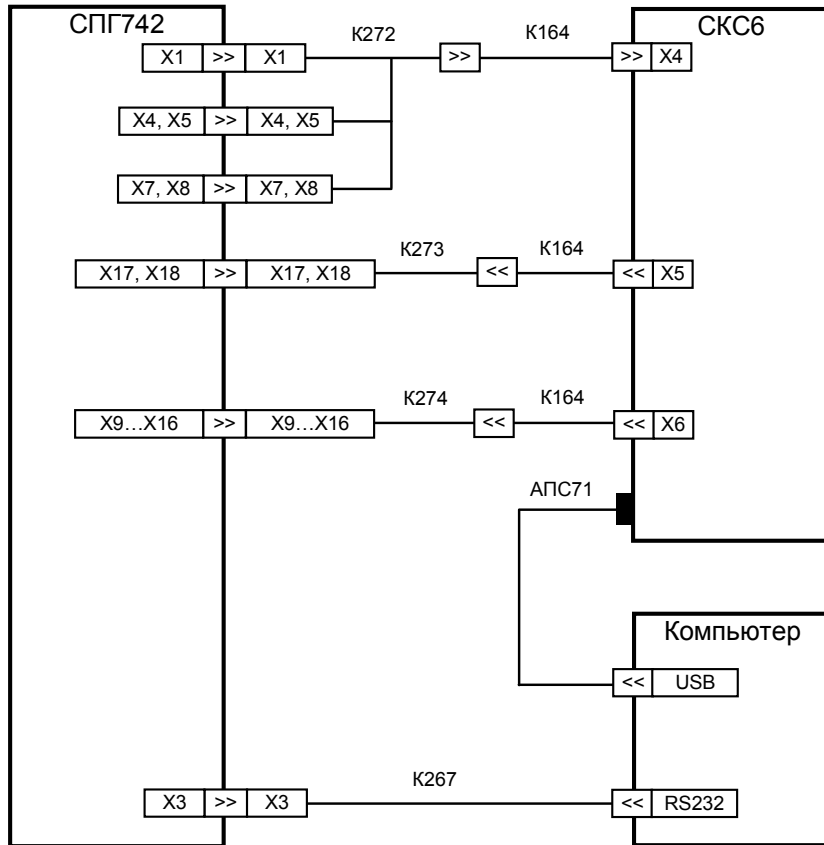 СПГ742
СКС6
К272
К164
X1 >> X1
>>
>> X4
X4, X5 >> X4, X5
X7, X8 >> X7, X8
К273
К164
X17, X18 >> X17, X18
<<
<< X5
К274
К164
X9...X16 >> X9...X16
<<
<< X6
АПС71
Компьютер
<< USB
К267
X3 >> X3
<< RS232